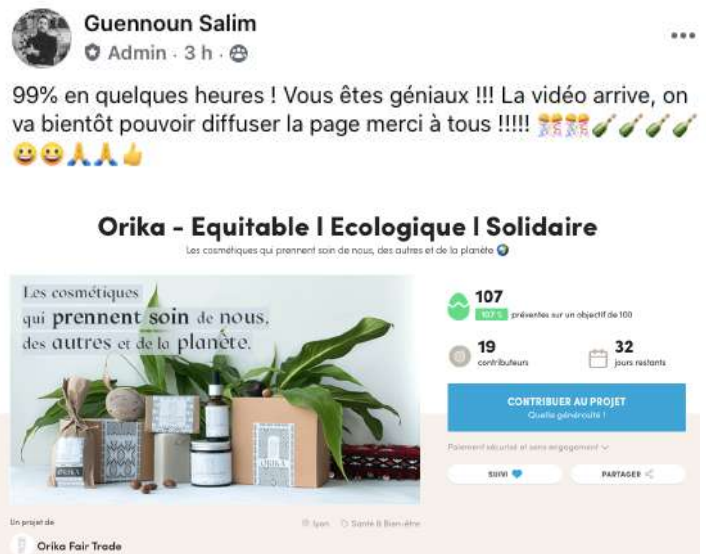 Guennoun Salim
Admin · 3 h ·
99% en quelques heures ! Vous êtes géniaux !!! La vidéo arrive, on
va bientôt pouvoir diffuser la page merci à tous !!!!! 🎊🎊🍾🍾🍾🍾
😀😀🙏🙏👍
Orika - Equitable l Ecologique l Solidaire
Les cosmétiques qui prennent soin de nous, des autres et de la planète 🌍
Les cosmétiques
qui prennent soin de nous,
des autres et de la planète.
107
107 % préventes sur un objectif de 100
19
contributeurs
32
jours restants
CONTRIBUER AU PROJET
Quelle générosité !
Paiement sécurisé et sans engagement
SUIVI
PARTAGER
ORIKA
Un projet de
lyon
Santé & Bien-être
Orika Fair Trade